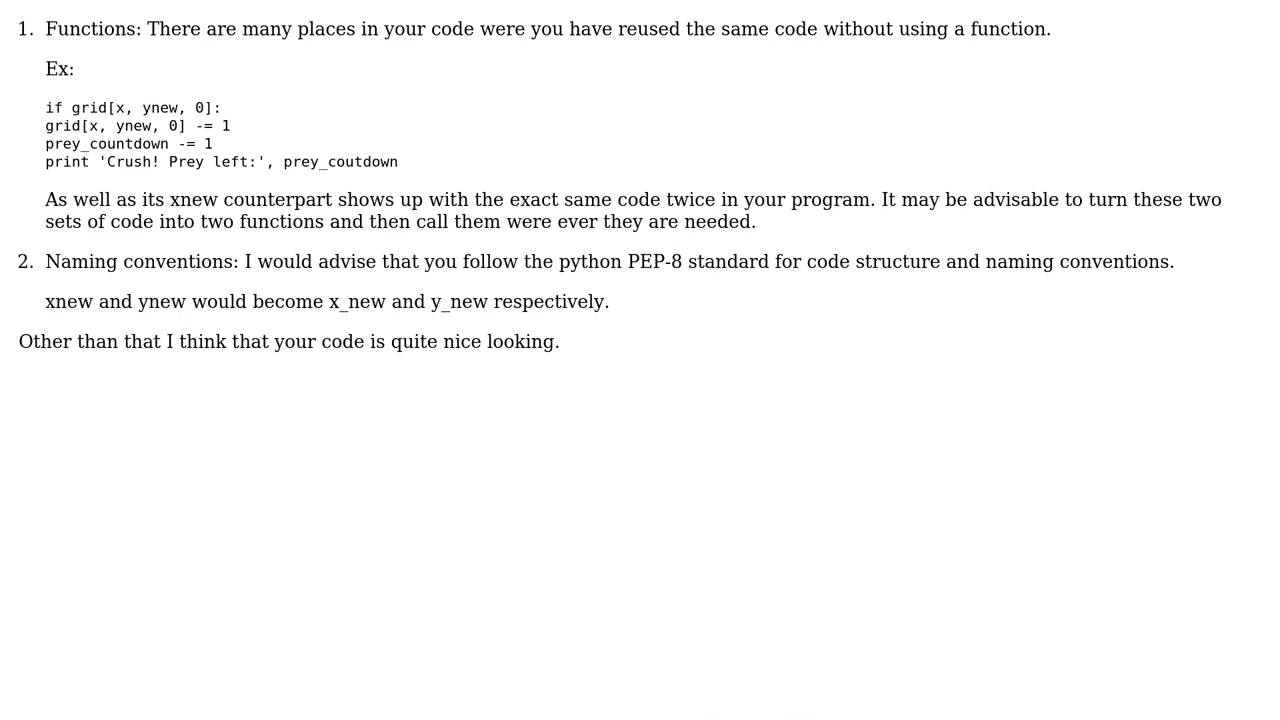 1. Functions: There are many places in your code were you have reused the same code without using a function.
Ex:
if grid[x, ynew, 0]:
grid[x, ynew, 0] -= 1
prey_countdown -= 1
print 'Crush! Prey left:', prey_coutdown
As well as its xnew counterpart shows up with the exact same code twice in your program. It may be advisable to turn these two
sets of code into two functions and then call them were ever they are needed.
2. Naming conventions: I would advise that you follow the python PEP-8 standard for code structure and naming conventions.
xnew and ynew would become x_new and y_new respectively.
Other than that I think that your code is quite nice looking.